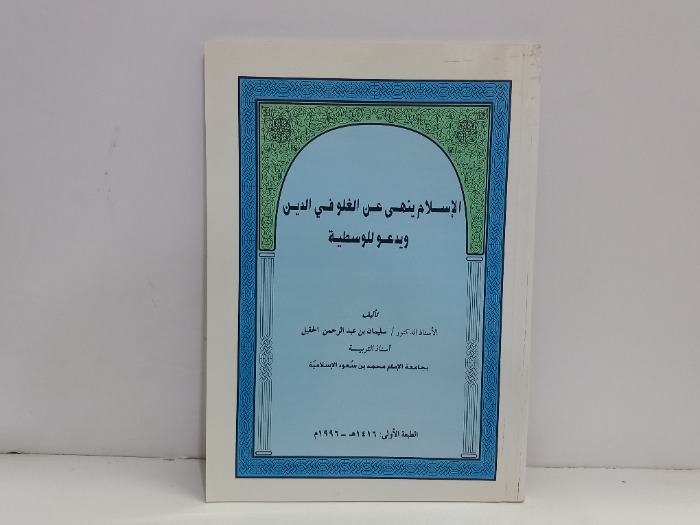 الإسلام ينهى عن الغلو في الدين
ويدعو للوسطية
تأليف
الأستاذ الدكتور / سليمان بن عبد الرحمن الحقيل
أستاذ التربية
بجامعة الإمام محمد بن سعود الإسلامية
الطبعة الأولى: ١٤١٦هـ - ١٩٩٦م